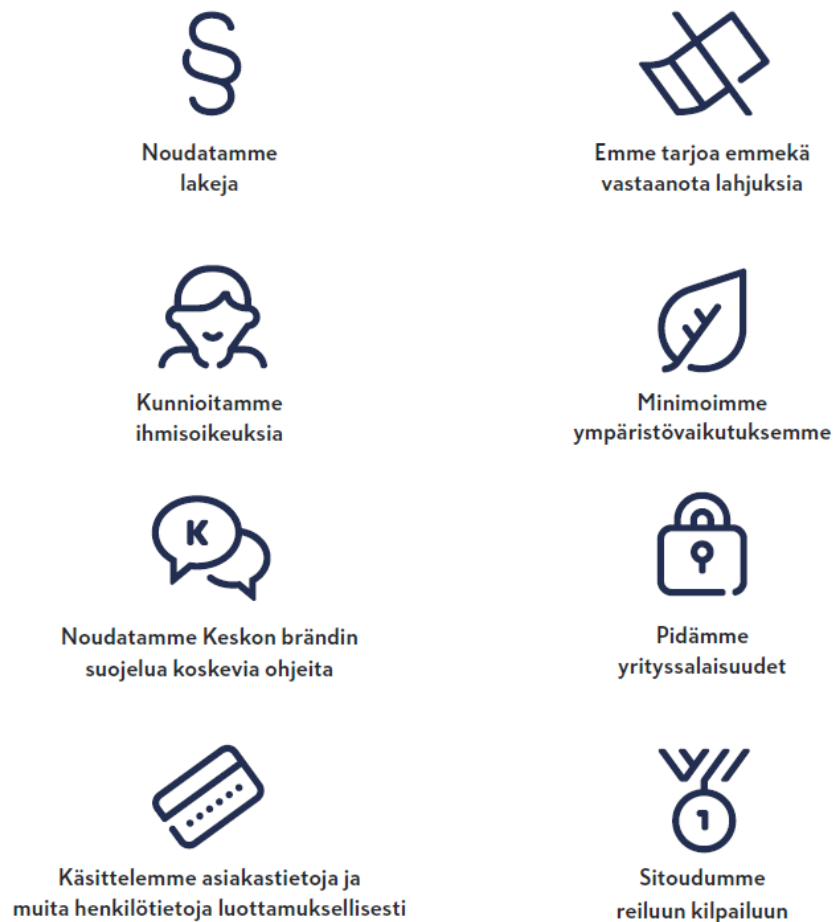 Noudatamme
lakeja
Emme tarjoa emmekä
vastaanota lahjuksia
Kunnioitamme
ihmisoikeuksia
Minimoimme
ympäristövaikutuksemme
K
Noudatamme Keskon brändin
suojelua koskevia ohjeita
Pidämme
yrityssalaisuudet
Käsittelemme asiakastietoja ja
muita henkilötietoja luottamuksellisesti
1
Sitoudumme
reiluun kilpailuun